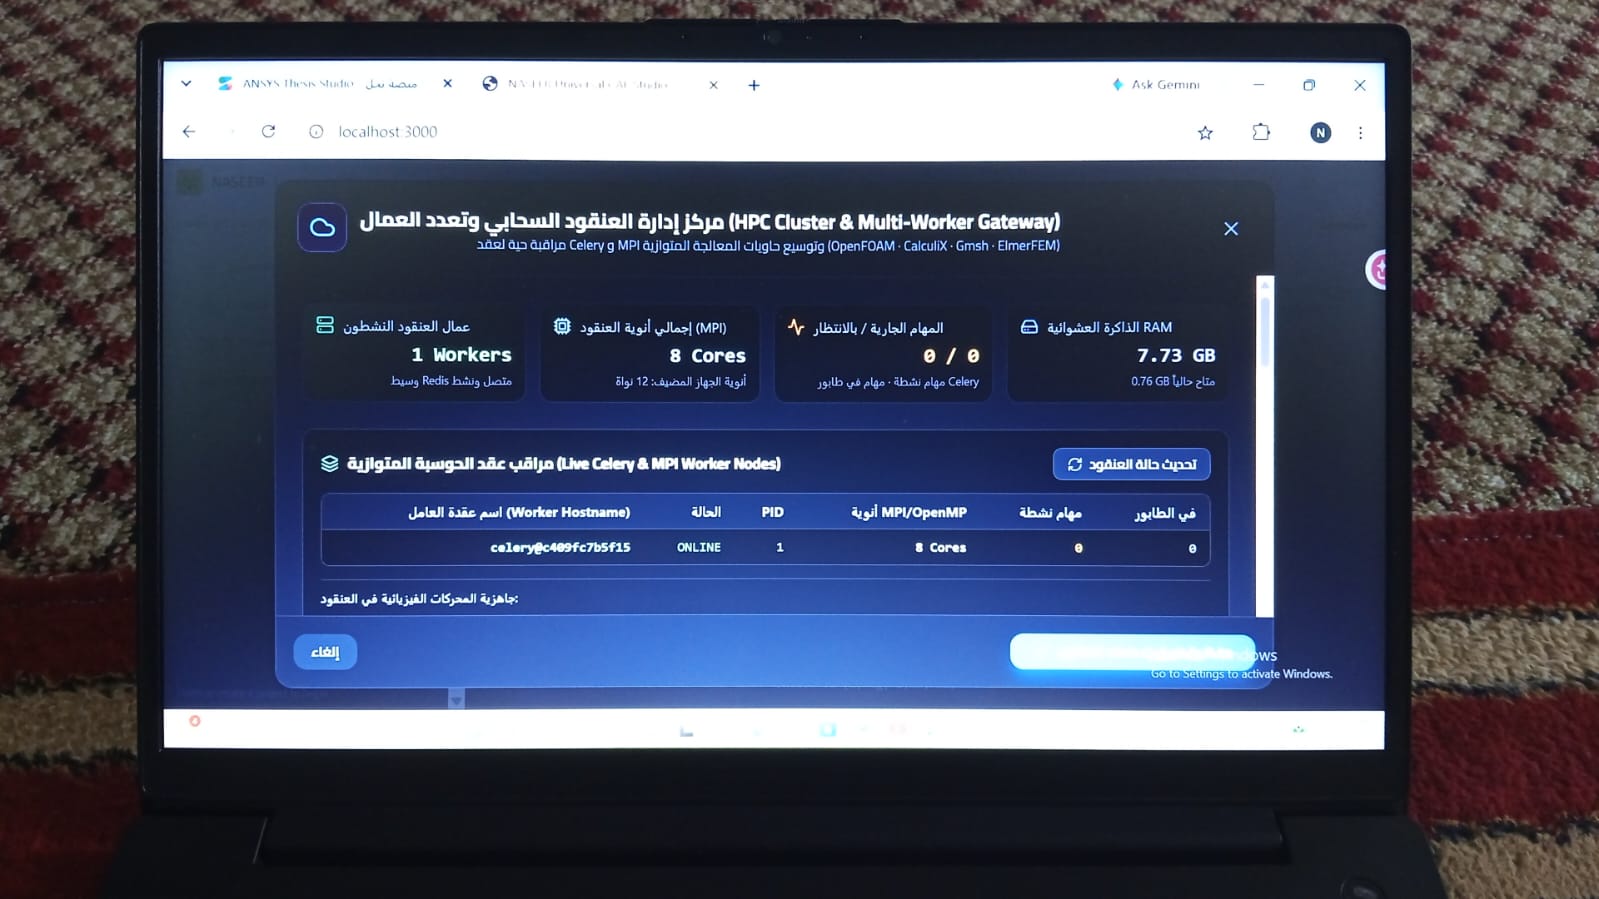 ANSYS Thesis Studio
Ask Gemini
localhost:3000
N
NASEER
مركز إدارة العنقود السحابي وتعدد العمال (HPC Cluster & Multi-Worker Gateway)
مراقبة حية لعقد Celery و MPI وتوسيع حاويات المعالجة المتوازية (OpenFOAM · CalculiX · Gmsh · ElmerFEM)
عمال العنقود النشطون
1 Workers
وسيط Redis متصل ونشط
إجمالي أنوية العنقود (MPI)
8 Cores
أنوية الجهاز المضيف: 12 نواة
المهام الجارية / بالانتظار
0 / 0
مهام نشطة · مهام في طابور Celery
الذاكرة العشوائية RAM
7.73 GB
متاح حالياً 0.76 GB
مراقب عقد الحوسبة المتوازية (Live Celery & MPI Worker Nodes)
تحديث حالة العنقود
اسم عقدة العامل (Worker Hostname) الحالة PID أنوية MPI/OpenMP مهام نشطة في الطابور
celery@c409fc7b5f15 ONLINE 1 8 Cores 0 0
جاهزية المحركات الفيزيائية في العنقود:
إلغاء
Go to Settings to activate Windows.